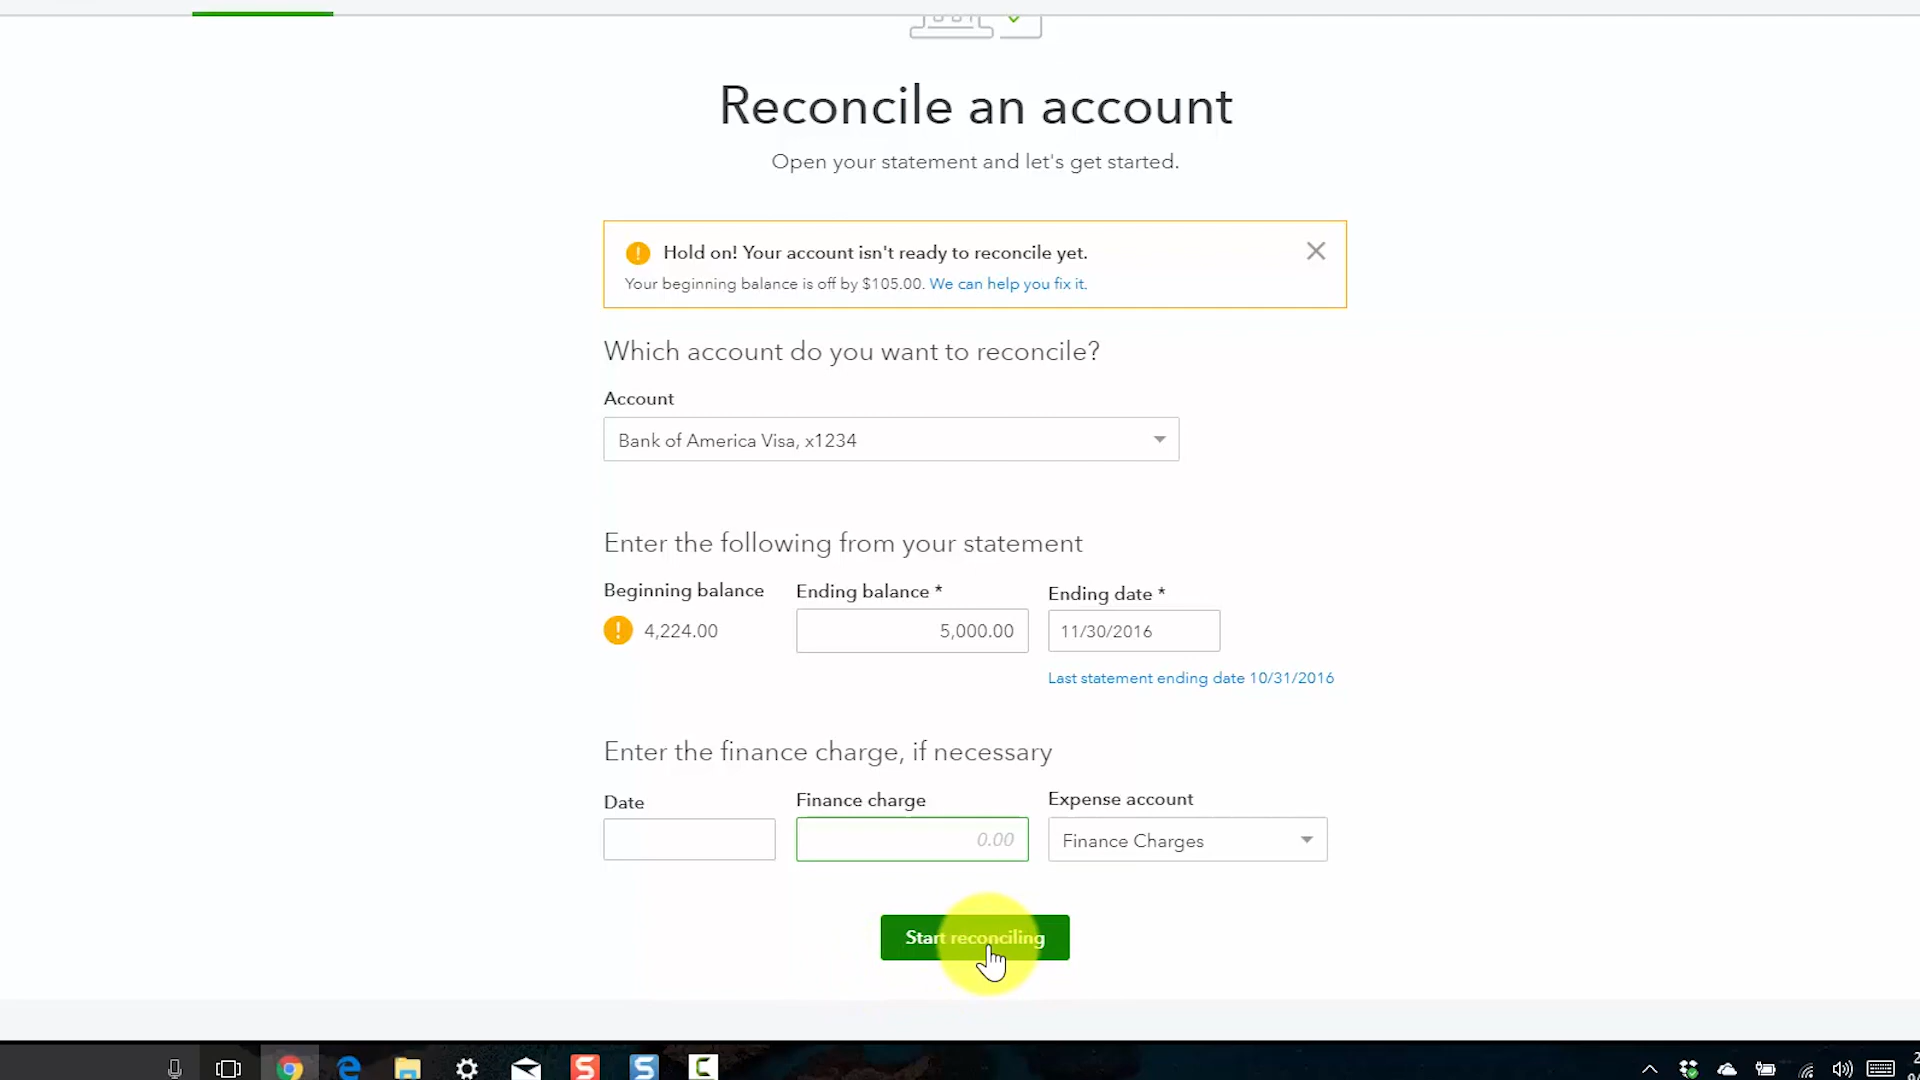 Reconcile an account
Open your statement and let's get started.
Hold on! Your account isn't ready to reconcile yet.
Your beginning balance is off by $105.00. We can help you fix it.
Which account do you want to reconcile?
Account
Bank of America Visa, x1234
Enter the following from your statement
Beginning balance Ending balance * Ending date *
4,224.00 5,000.00 11/30/2016
Last statement ending date 10/31/2016
Enter the finance charge, if necessary
Date Finance charge Expense account
0.00 Finance Charges
Start reconciling